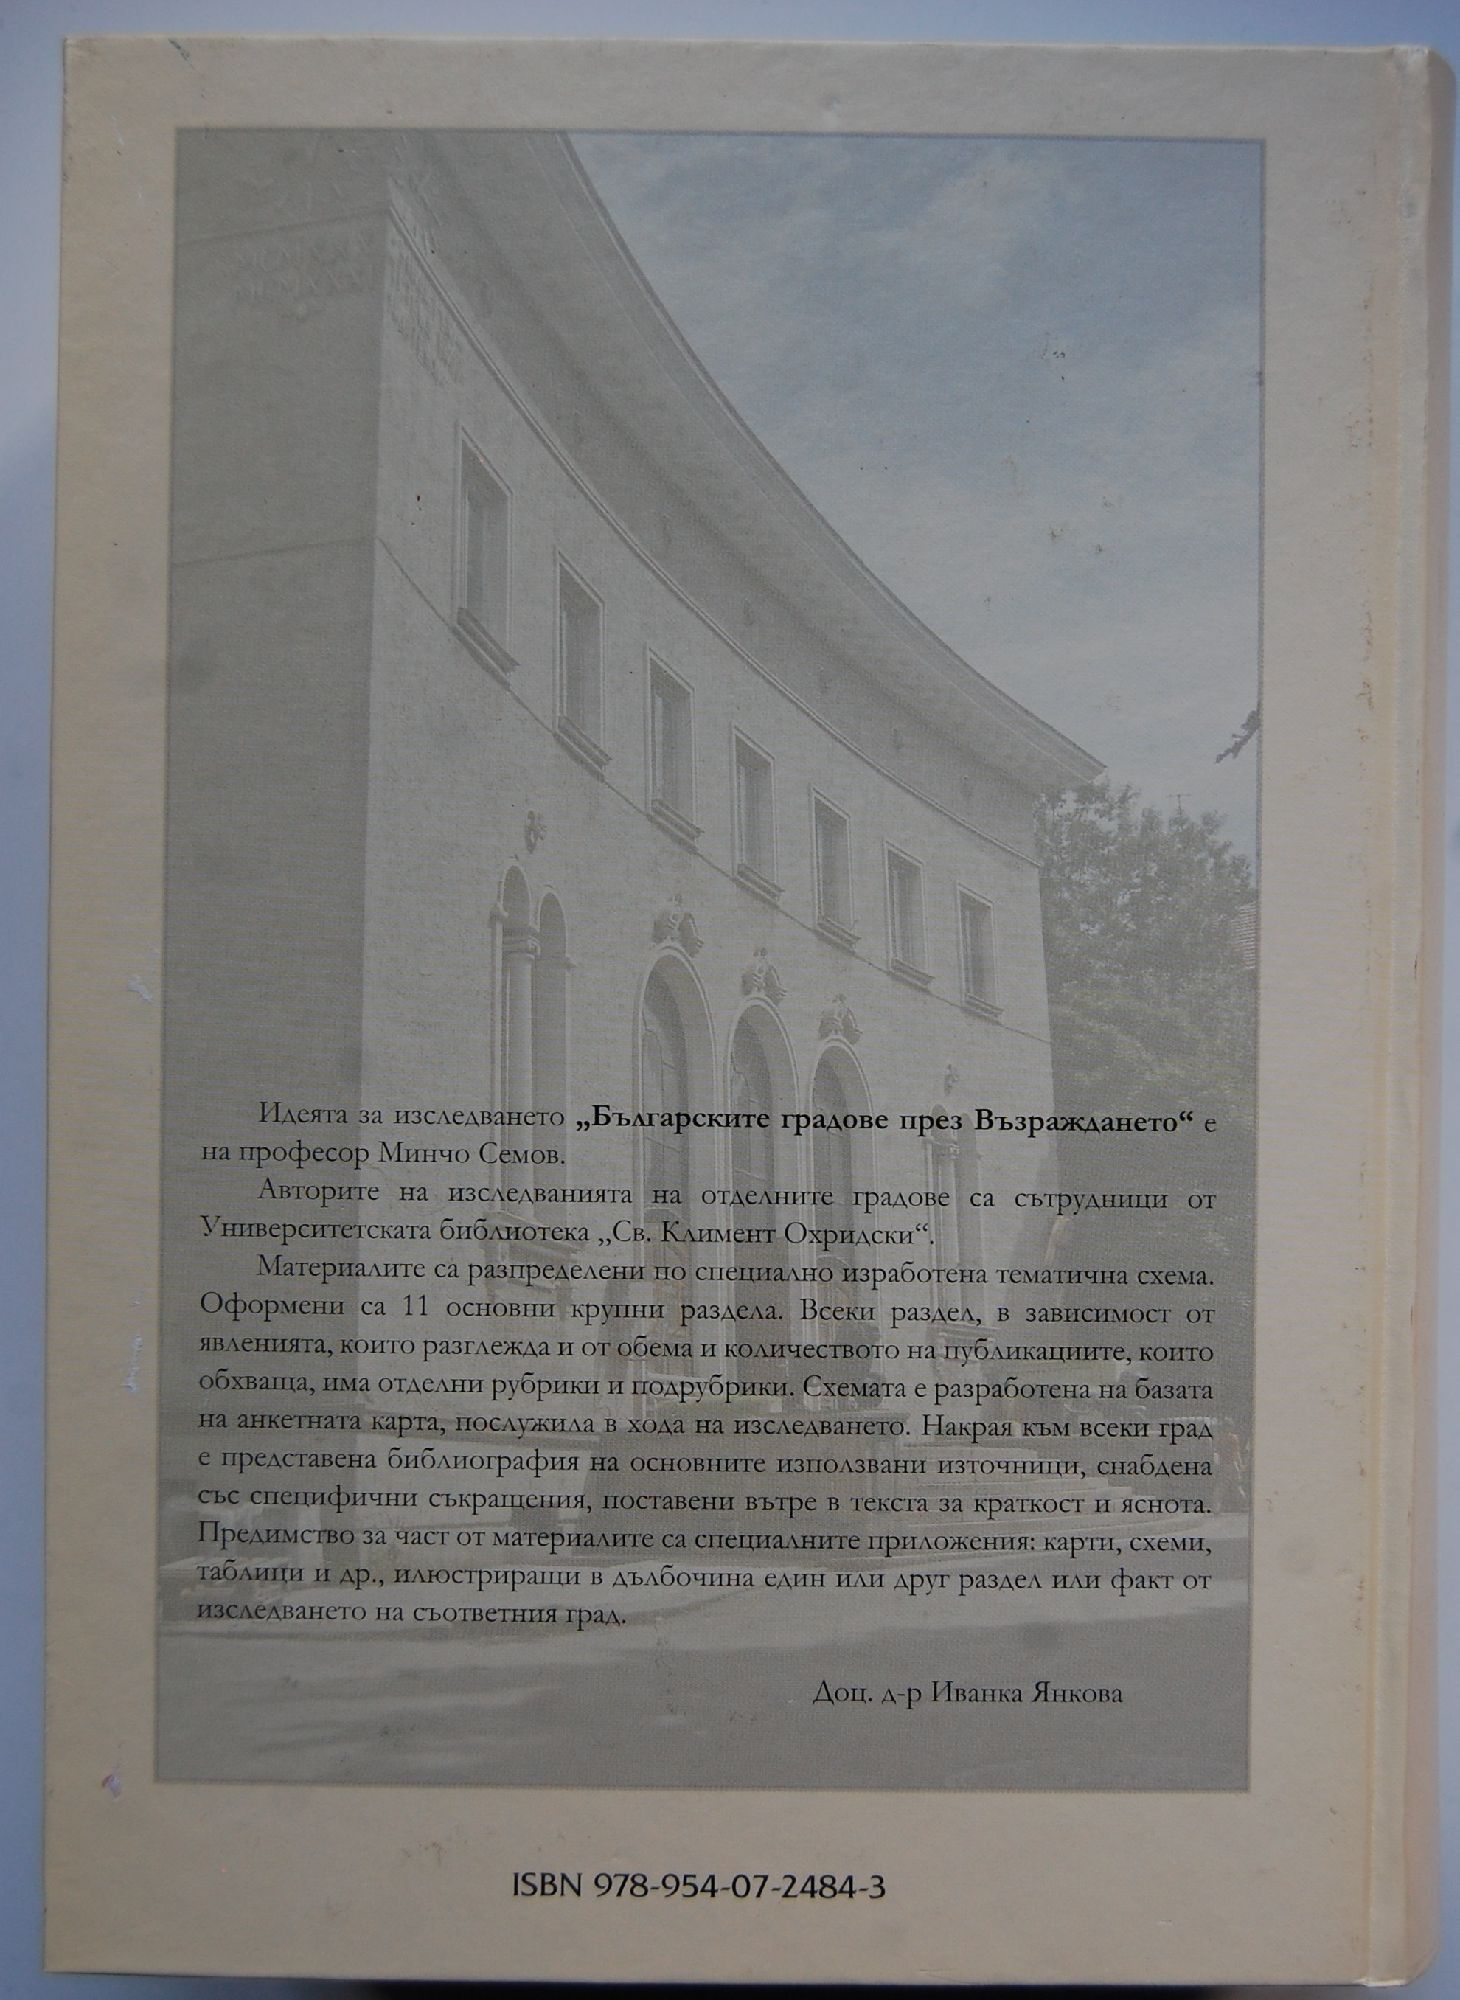 Идеята за изследването „Българските градове през Възраждането“ е
на професор Минчо Семов.
Авторите на изследванията на отделните градове са сътрудници от
Университетската библиотека „Св. Климент Охридски“.
Материалите са разпределени по специално изработена тематична схема.
Оформени са 11 основни крупни раздела. Всеки раздел, в зависимост от
явленията, които разглежда и от обема и количеството на публикациите, които
обхваща, има отделни рубрики и подрубрики. Схемата е разработена на базата
на анкетната карта, послужила в хода на изследването. Накрая към всеки град
е представена библиография на основните използвани източници, снабдена
със специфични съкращения, поставени вътре в текста за краткост и яснота.
Предимство за част от материалите са специалните приложения: карти, схеми,
таблици и др., илюстриращи в дълбочина един или друг раздел или факт от
изследването на съответния град.
Доц. д-р Иванка Янкова
ISBN 978-954-07-2484-3